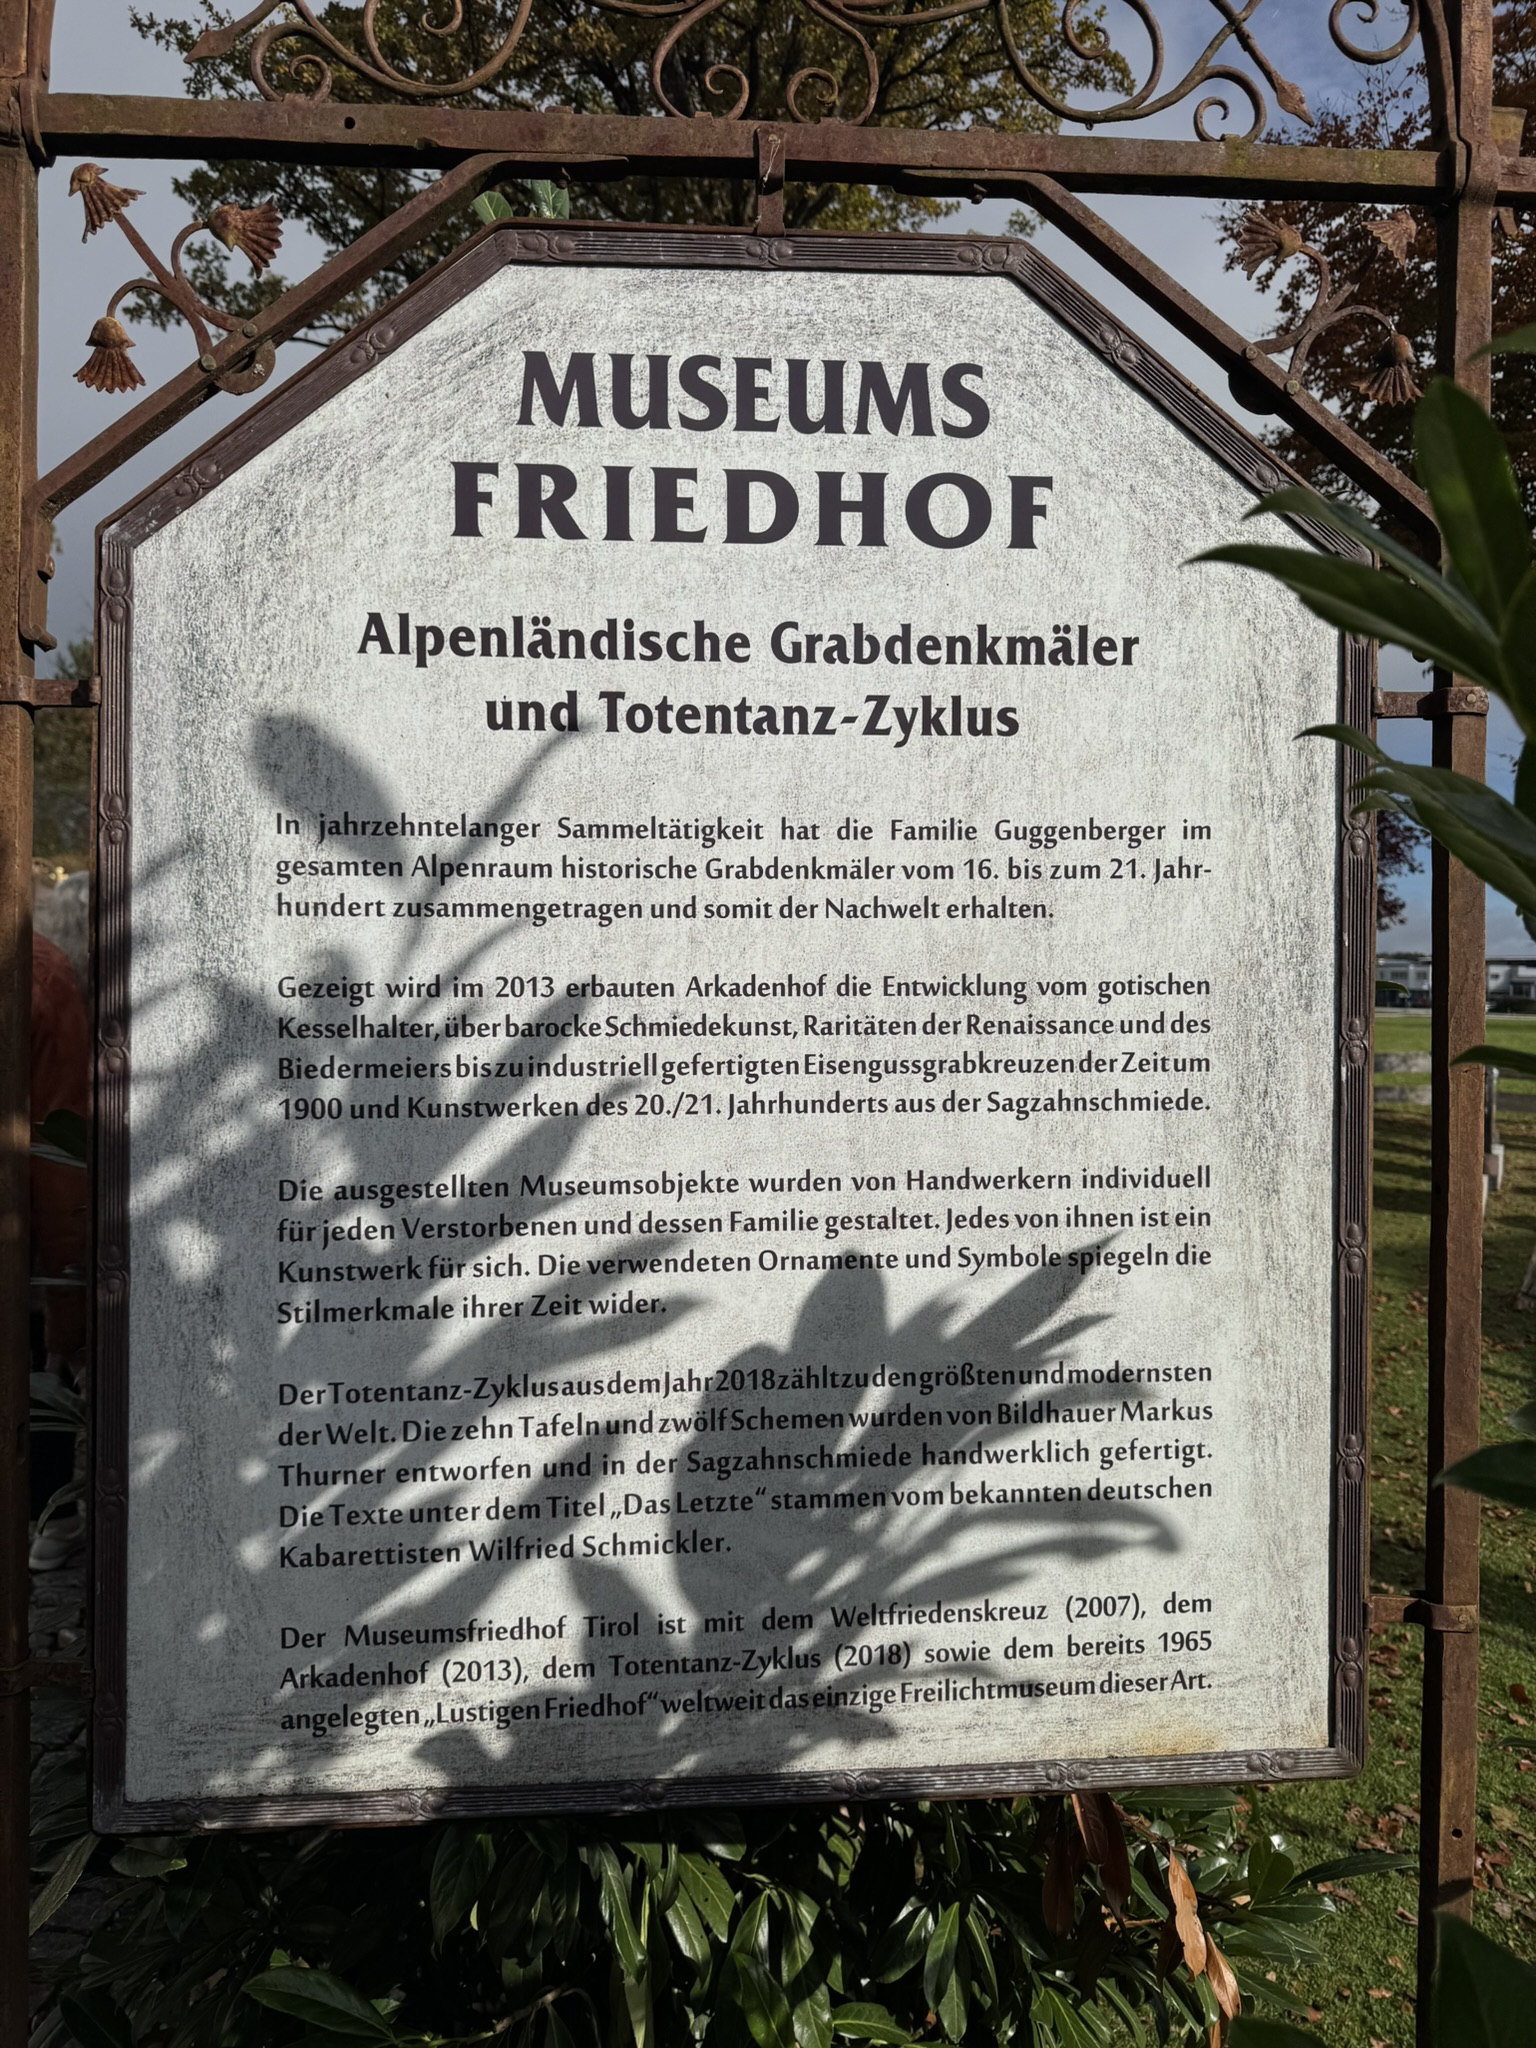 MUSEUMS
FRIEDHOF
Alpenländische Grabdenkmäler
und Totentanz-Zyklus
In jahrzehntelanger Sammeltätigkeit hat die Familie Guggenberger im
gesamten Alpenraum historische Grabdenkmäler vom 16. bis zum 21. Jahr-
hundert zusammengetragen und somit der Nachwelt erhalten.
Gezeigt wird im 2013 erbauten Arkadenhof die Entwicklung vom gotischen
Kesselhalter, über barocke Schmiedekunst, Raritäten der Renaissance und des
Biedermeiers bis zu industriell gefertigten Eisengussgrabkreuzen der Zeit um
1900 und Kunstwerken des 20./21. Jahrhunderts aus der Sagzahnschmiede.
Die ausgestellten Museumsobjekte wurden von Handwerkern individuell
für jeden Verstorbenen und dessen Familie gestaltet. Jedes von ihnen ist ein
Kunstwerk für sich. Die verwendeten Ornamente und Symbole spiegeln die
Stilmerkmale ihrer Zeit wider.
Der Totentanz-Zyklus aus dem Jahr 2018 zählt zu den größten und modernsten
der Welt. Die zehn Tafeln und zwölf Schemen wurden von Bildhauer Markus
Thurner entworfen und in der Sagzahnschmiede handwerklich gefertigt.
Die Texte unter dem Titel „Das Letzte“ stammen vom bekannten deutschen
Kabarettisten Wilfried Schmickler.
Der Museumsfriedhof Tirol ist mit dem Weltfriedenskreuz (2007), dem
Arkadenhof (2013), dem Totentanz-Zyklus (2018) sowie dem bereits 1965
angelegten „Lustigen Friedhof“ weltweit das einzige Freilichtmuseum dieser Art.